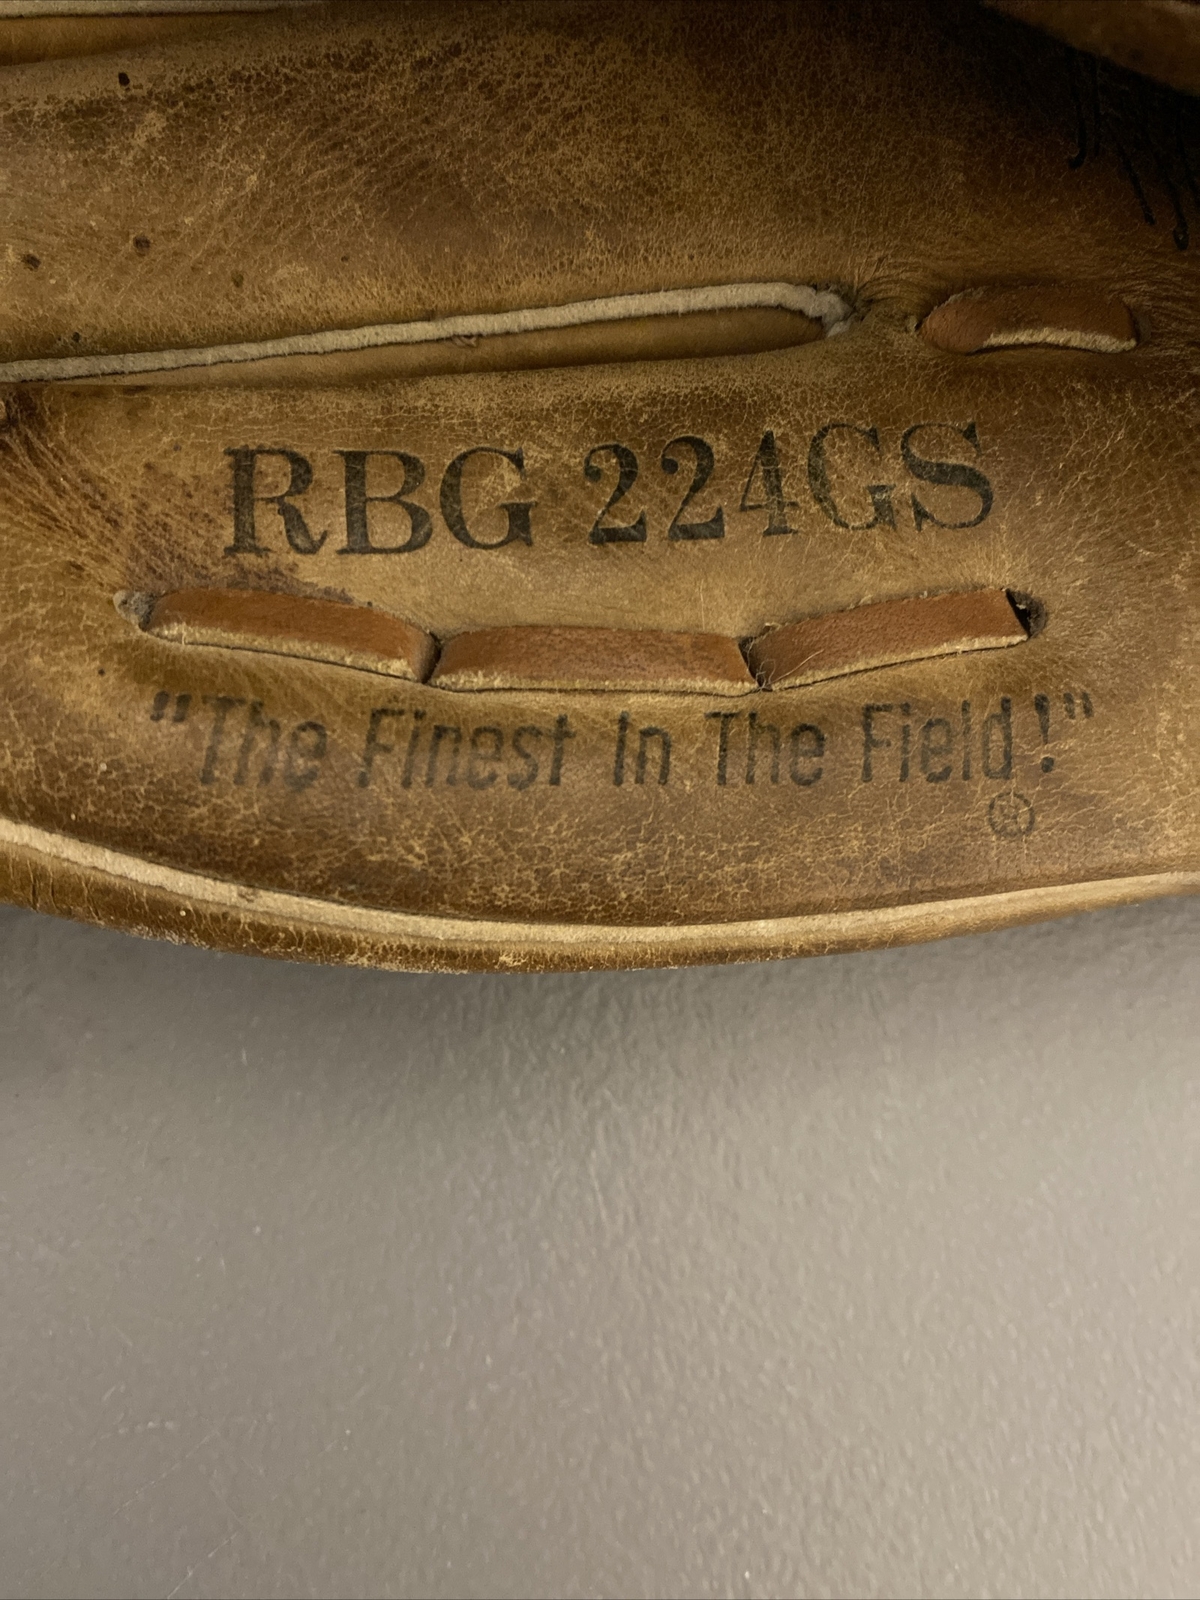 RBG 224GS
"The Finest In The Field!"
®